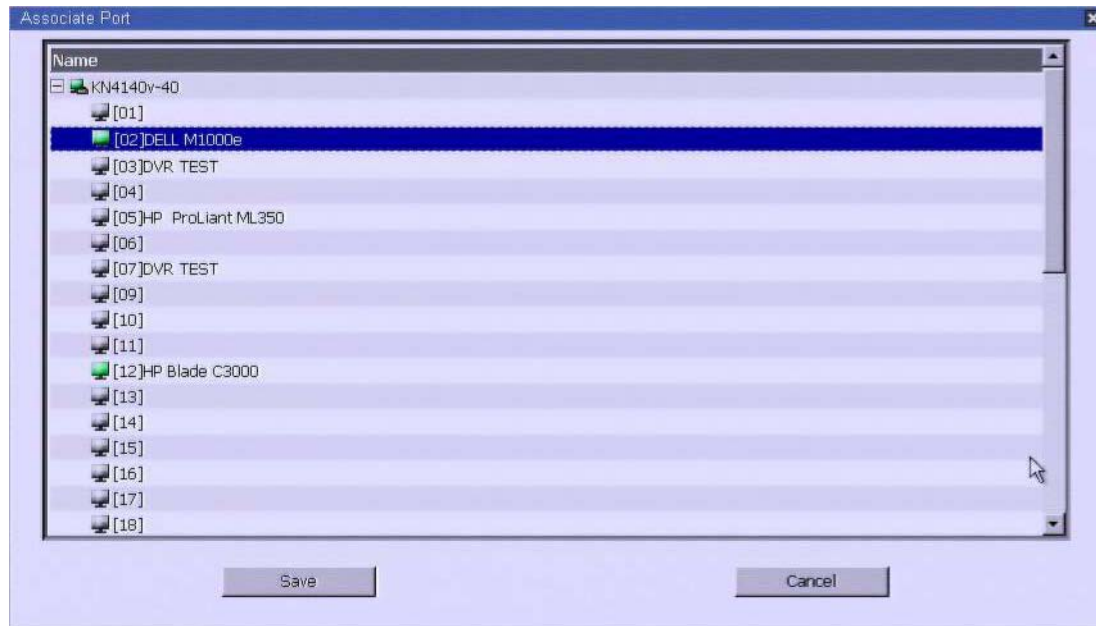 Associate Port
Name
KN4140v-40
[01]
[02]DELL M1000e
[03]DVR TEST
[04]
[05]HP ProLiant ML350
[06]
[07]DVR TEST
[09]
[10]
[11]
[12]HP Blade C3000
[13]
[14]
[15]
[16]
[17]
[18]
Save
Cancel